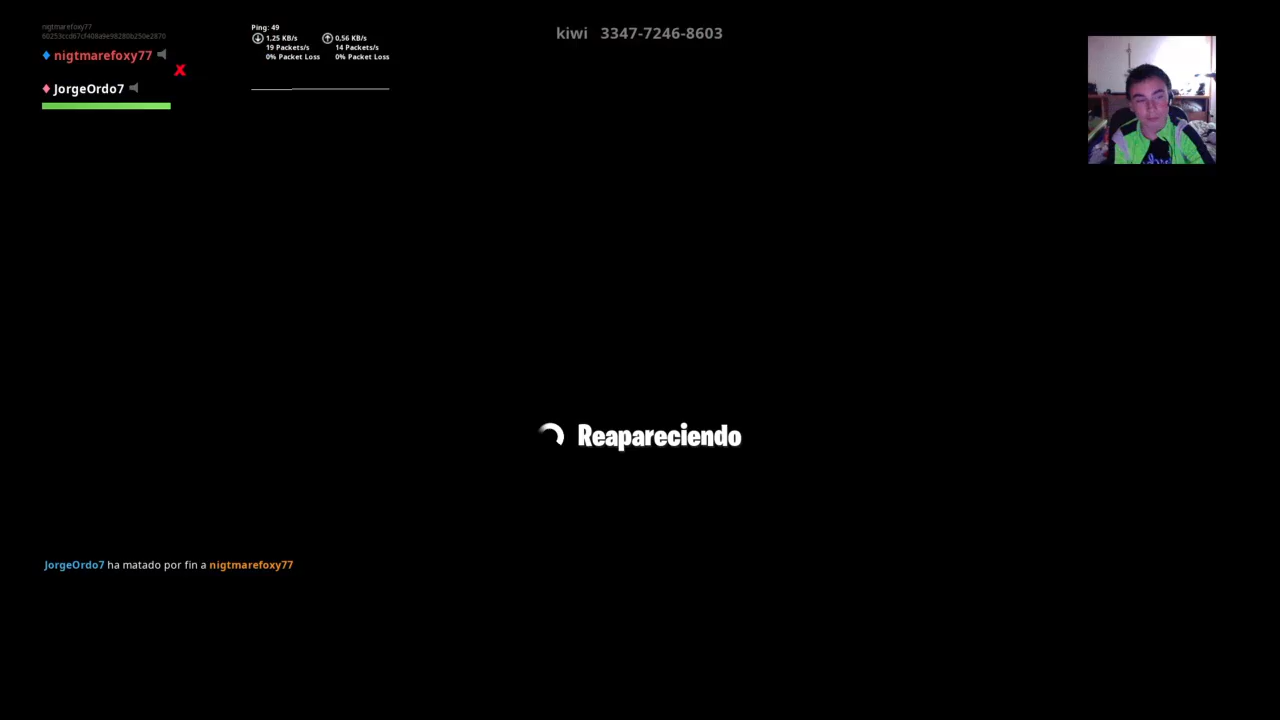 nigtmarefoxy77
60253ccd67cf408a9e98280b250e2870
nigtmarefoxy77
X
JorgeOrdo7
Ping: 49
1,25 KB/s 0,56 KB/s
19 Packets/s 14 Packets/s
0% Packet Loss 0% Packet Loss
kiwi 3347-7246-8603
Reapareciendo
JorgeOrdo7 ha matado por fin a nigtmarefoxy77